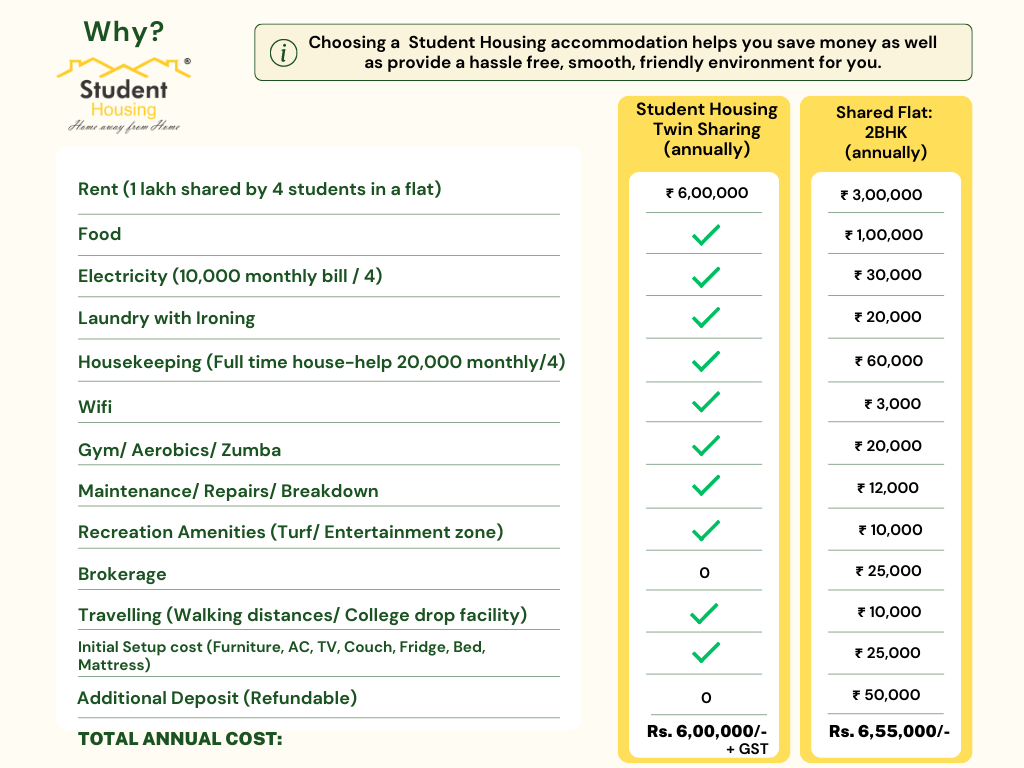 Why?
Student
Housing
Home away from Home
®
i
Choosing a Student Housing accommodation helps you save money as well
as provide a hassle free, smooth, friendly environment for you.
Student Housing
Twin Sharing
(annually)
Shared Flat:
2BHK
(annually)
Rent (1 lakh shared by 4 students in a flat) ₹ 6,00,000 ₹ 3,00,000
Food ✓ ₹ 1,00,000
Electricity (10,000 monthly bill / 4) ✓ ₹ 30,000
Laundry with Ironing ✓ ₹ 20,000
Housekeeping (Full time house-help 20,000 monthly/4) ✓ ₹ 60,000
Wifi ✓ ₹ 3,000
Gym/ Aerobics/ Zumba ✓ ₹ 20,000
Maintenance/ Repairs/ Breakdown ✓ ₹ 12,000
Recreation Amenities (Turf/ Entertainment zone) ✓ ₹ 10,000
Brokerage 0 ₹ 25,000
Travelling (Walking distances/ College drop facility) ✓ ₹ 10,000
Initial Setup cost (Furniture, AC, TV, Couch, Fridge, Bed,
Mattress) ✓ ₹ 25,000
Additional Deposit (Refundable) 0 ₹ 50,000
TOTAL ANNUAL COST: Rs. 6,00,000/- Rs. 6,55,000/-
+ GST